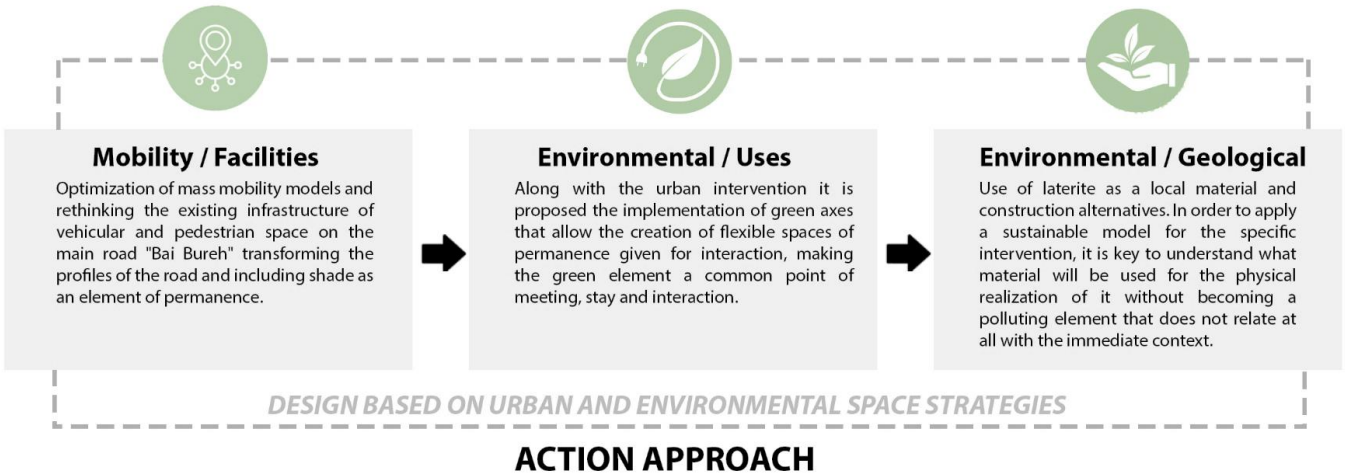 Mobility / Facilities
Optimization of mass mobility models and
rethinking the existing infrastructure of
vehicular and pedestrian space on the
main road "Bai Bureh" transforming the
profiles of the road and including shade as
an element of permanence.
Environmental / Uses
Along with the urban intervention it is
proposed the implementation of green axes
that allow the creation of flexible spaces of
permanence given for interaction, making
the green element a common point of
meeting, stay and interaction.
Environmental / Geological
Use of laterite as a local material and
construction alternatives. In order to apply
a sustainable model for the specific
intervention, it is key to understand what
material will be used for the physical
realization of it without becoming a
polluting element that does not relate at
all with the immediate context.
DESIGN BASED ON URBAN AND ENVIRONMENTAL SPACE STRATEGIES
ACTION APPROACH